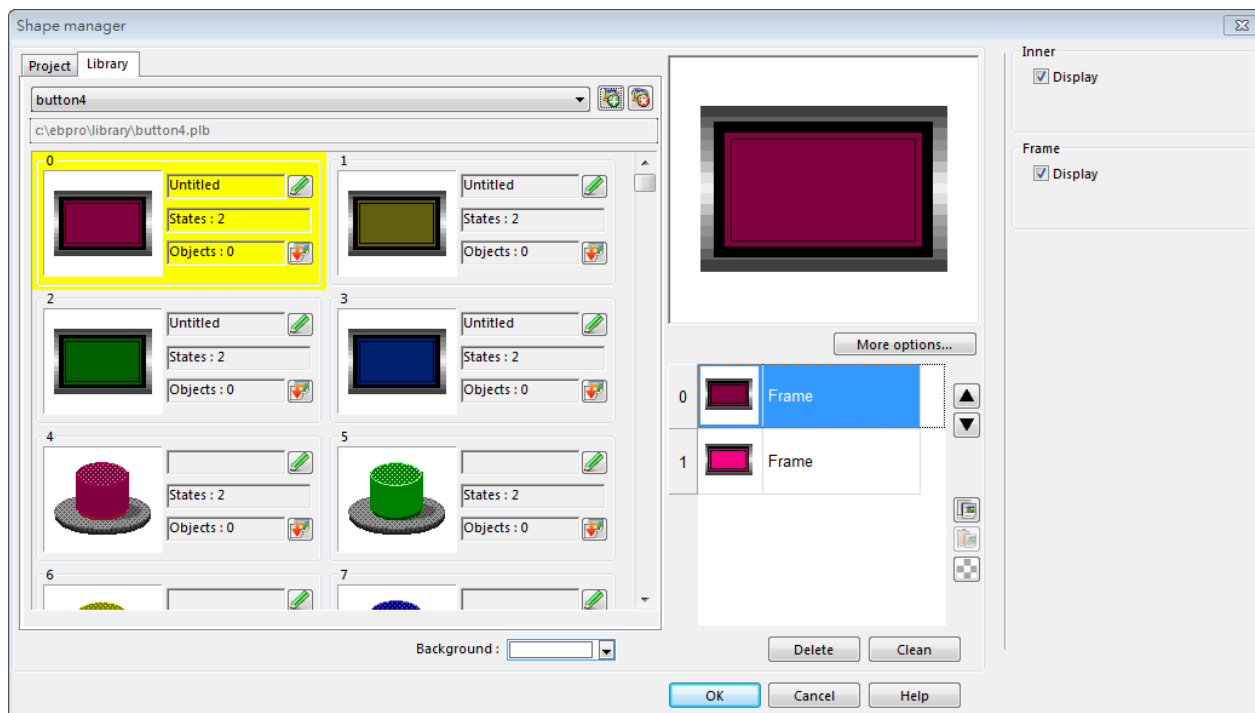 Shape manager
Project
Library
button4
c:\ebpro\library\button4.plb
0
Untitled
States : 2
Objects : 0
1
Untitled
States : 2
Objects : 0
2
Untitled
States : 2
Objects : 0
3
Untitled
States : 2
Objects : 0
4
States : 2
Objects : 0
5
States : 2
Objects : 0
6
7
Background :
More options...
0 Frame
1 Frame
Delete
Clean
OK
Cancel
Help
Inner
Display
Frame
Display